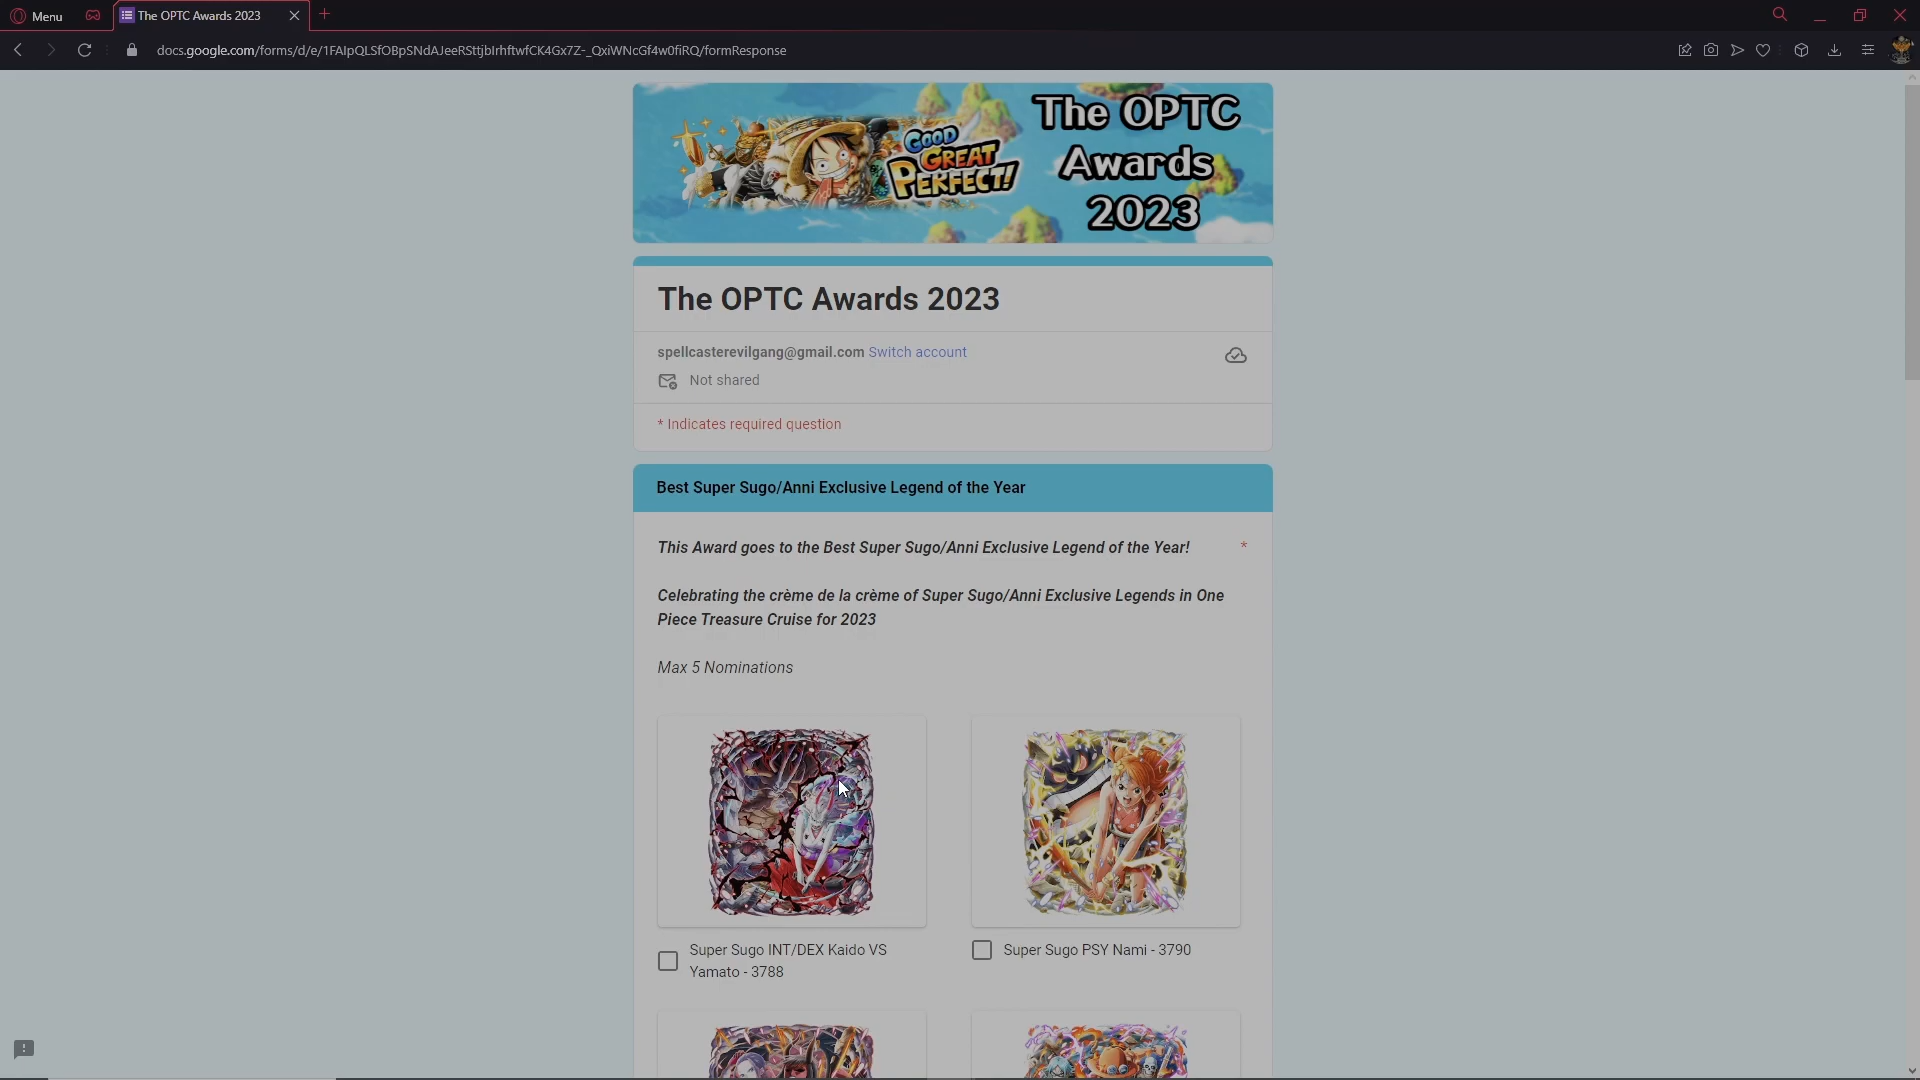 Menu
The OPTC Awards 2023
docs.google.com/forms/d/e/1FAIpQLSfOBpSNdAJeeRSttjbIrhftwfCK4Gx7Z-_QxiWNcGf4w0fiRQ/formResponse
GOOD
GREAT
PERFECT!
The OPTC
Awards
2023
The OPTC Awards 2023
spellcasterevilgang@gmail.com Switch account
Not shared
* Indicates required question
Best Super Sugo/Anni Exclusive Legend of the Year
This Award goes to the Best Super Sugo/Anni Exclusive Legend of the Year! *
Celebrating the crème de la crème of Super Sugo/Anni Exclusive Legends in One
Piece Treasure Cruise for 2023
Max 5 Nominations
Super Sugo INT/DEX Kaido VS
Yamato - 3788
Super Sugo PSY Nami - 3790